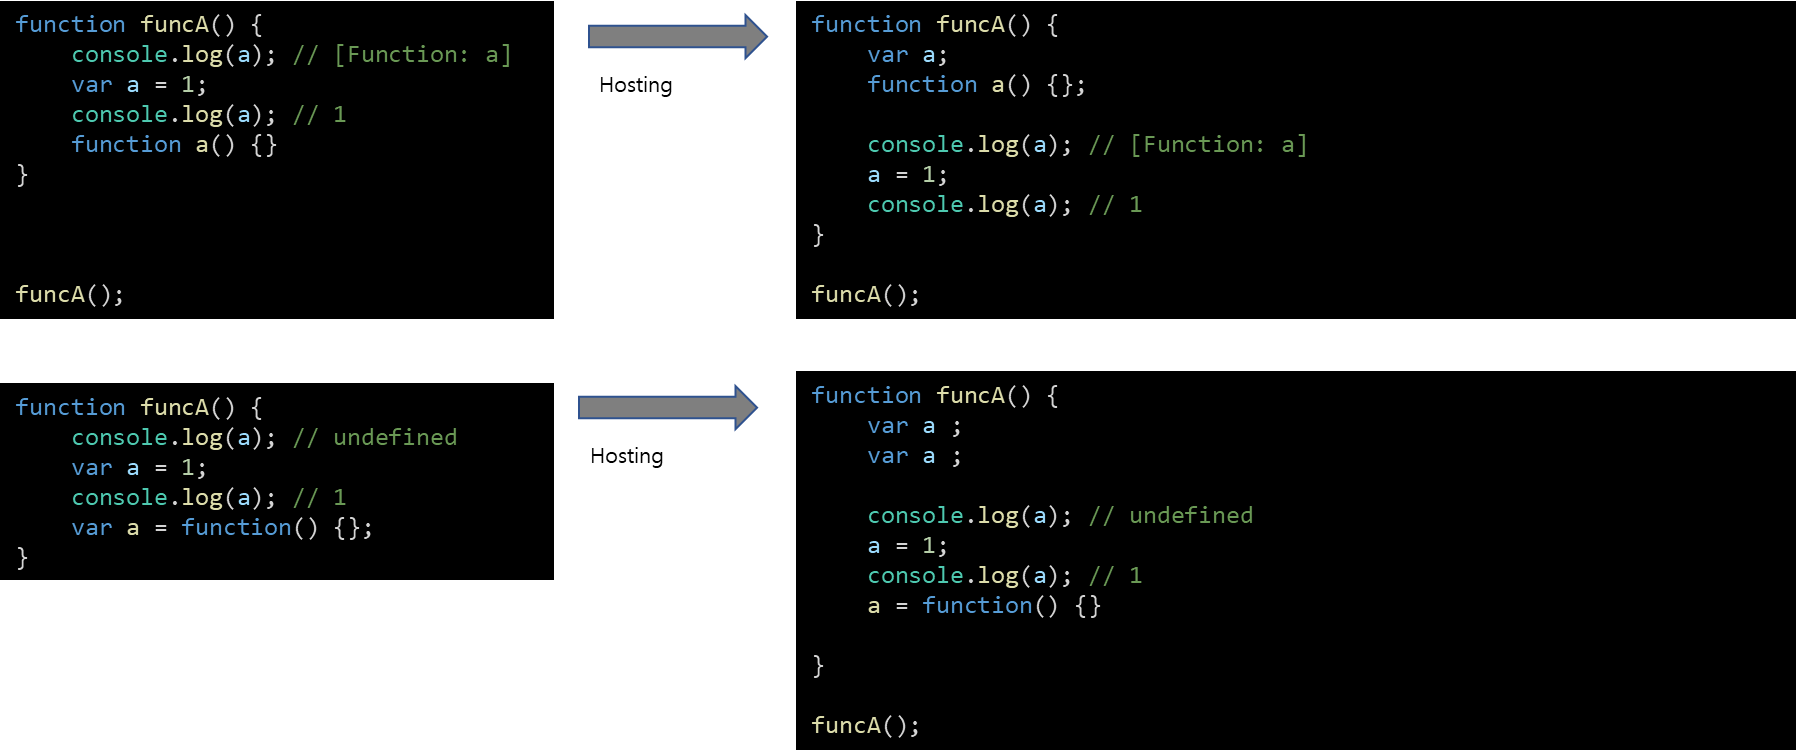 function funcA() {
    console.log(a); // [Function: a]
    var a = 1;
    console.log(a); // 1
    function a() {}
}
funcA();
Hosting
function funcA() {
    var a;
    function a() {};
    console.log(a); // [Function: a]
    a = 1;
    console.log(a); // 1
}
funcA();
function funcA() {
    console.log(a); // undefined
    var a = 1;
    console.log(a); // 1
    var a = function() {};
}
Hosting
function funcA() {
    var a ;
    var a ;
    console.log(a); // undefined
    a = 1;
    console.log(a); // 1
    a = function() {}
}
funcA();